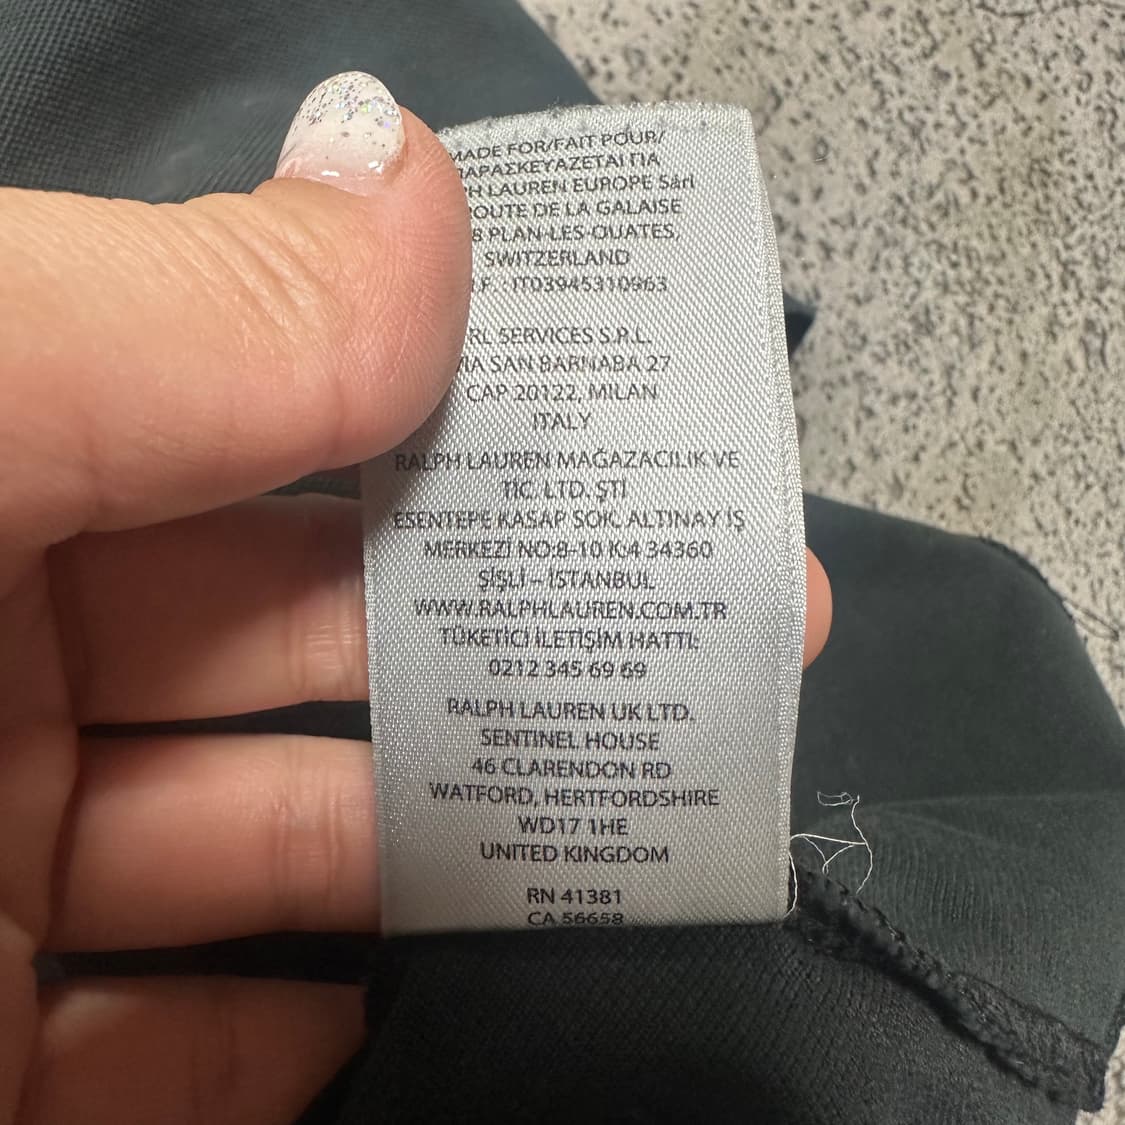 MADE FOR/FAIT POUR/
ΠΑΡΑΣΚΕΥΑΖΕΤΑΙ ΓΙΑ
H LAUREN EUROPE Sàrl
OUTE DE LA GALAISE
8 PLAN-LES-OUATES,
SWITZERLAND
.F. : IT03945310963
RL SERVICES S.R.L.
VIA SAN BARNABA 27
CAP 20122, MILAN
ITALY
RALPH LAUREN MAĞAZACILIK VE
TİC. LTD. ŞTİ
ESENTEPE KASAP SOK. ALTINAY İŞ
MERKEZİ NO:8-10 K:4 34360
ŞİŞLİ – İSTANBUL
WWW.RALPHLAUREN.COM.TR
TÜKETİCİ İLETİŞİM HATTI:
0212 345 69 69
RALPH LAUREN UK LTD.
SENTINEL HOUSE
46 CLARENDON RD
WATFORD, HERTFORDSHIRE
WD17 1HE
UNITED KINGDOM
RN 41381
CA 56658